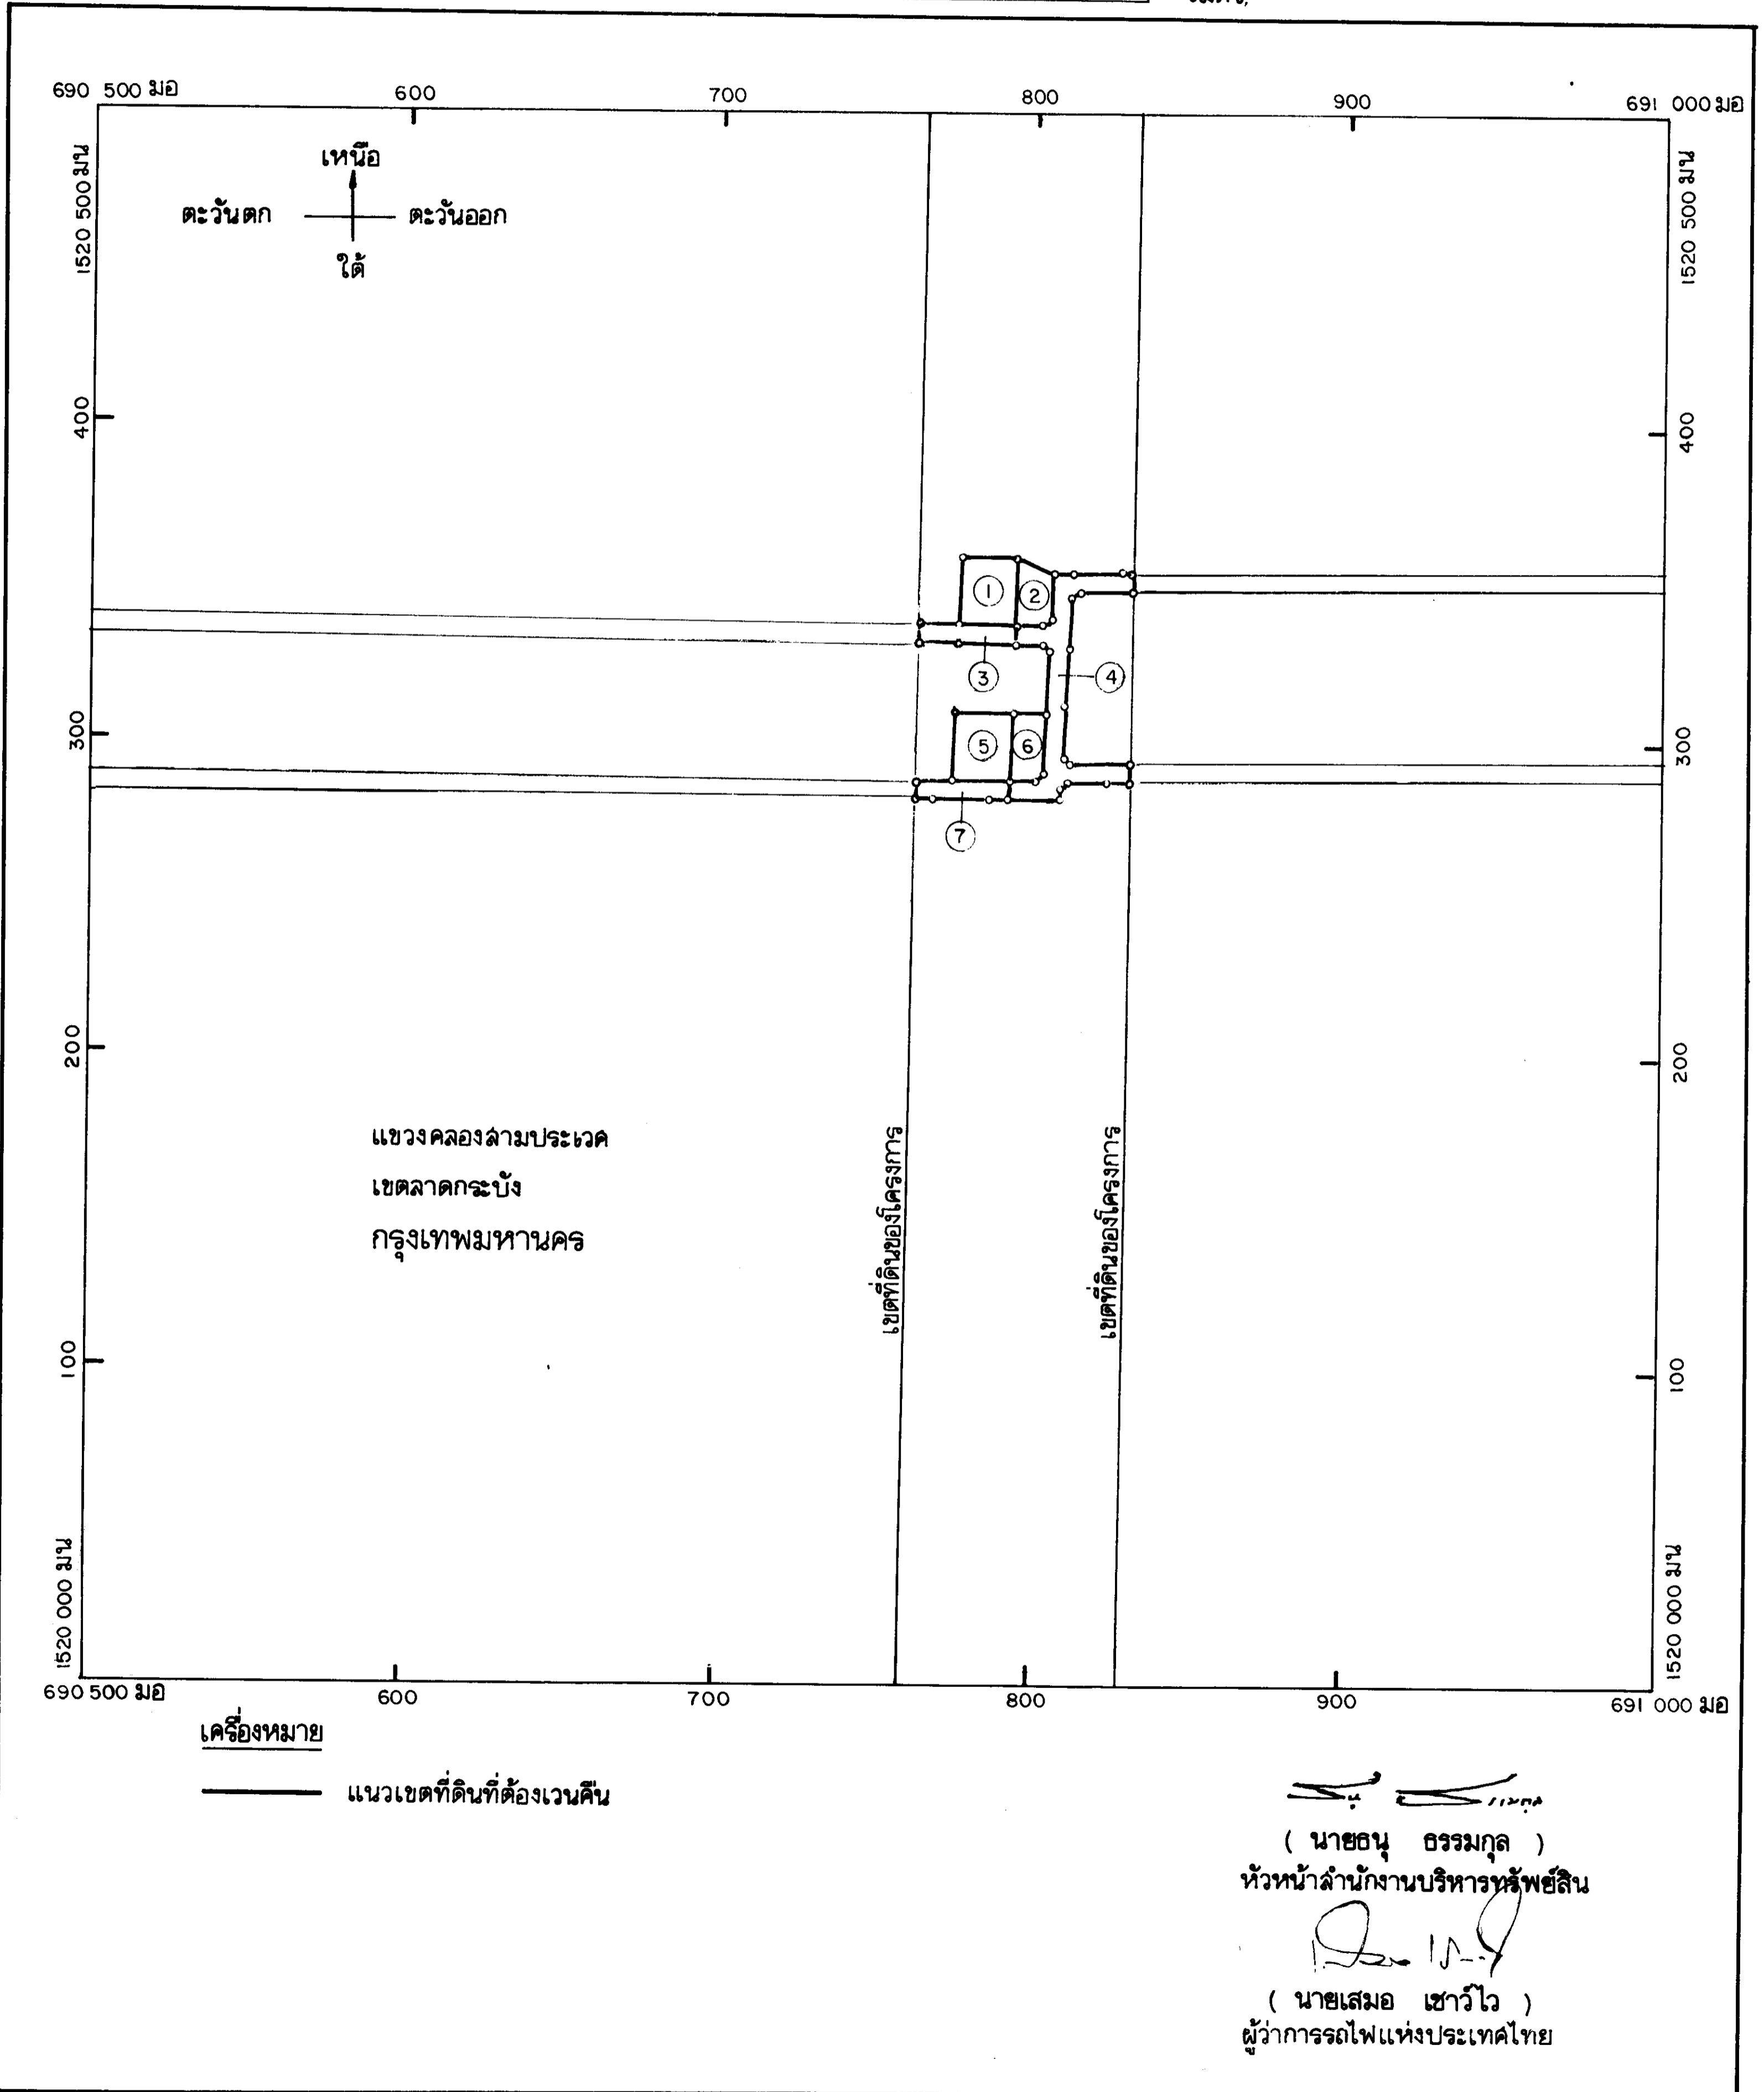 690 500 มอ 600 700 800 900 691 000 มอ
1520 500 มน
1520 500 มน
เหนือ
ตะวันตก ตะวันออก
ใต้
400 400
1 2
3 4
300 300
5 6
7
200 200
แขวงคลองสามประเวศ
เขตลาดกระบัง
กรุงเทพมหานคร
เขตที่ดินของโครงการ
เขตที่ดินของโครงการ
100 100
1520 000 มน
1520 000 มน
690 500 มอ 600 700 800 900 691 000 มอ
เครื่องหมาย
แนวเขตที่ดินที่ต้องเวนคืน
( นายธนู ธรรมกุล )
หัวหน้าสำนักงานบริหารทรัพย์สิน
( นายเสมอ เชาว์ไว )
ผู้ว่าการรถไฟแห่งประเทศไทย